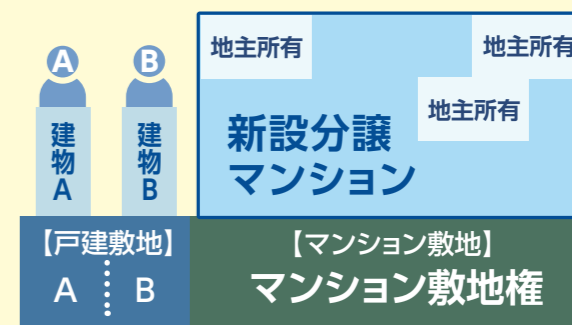 A
B
建物A
建物B
地主所有
地主所有
地主所有
新設分譲
マンション
【戸建敷地】
A B
【マンション敷地】
マンション敷地権